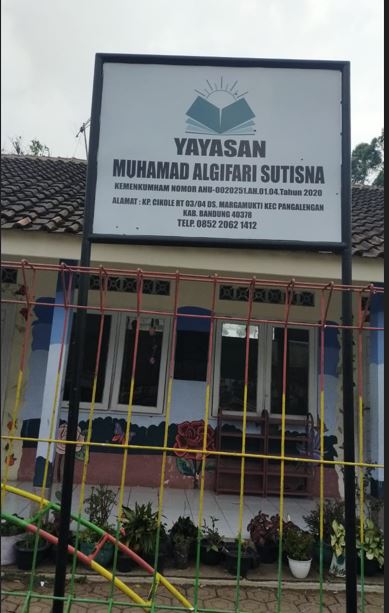 YAYASAN
MUHAMAD ALGIFARI SUTISNA
KEMENKUMHAM NOMOR AHU-0020251.AH.01.04.Tahun 2020
ALAMAT : KP. CIKOLE RT 03/04 DS. MARGAMUKTI KEC PANGALENGAN
KAB. BANDUNG 40378
TELP. 0852 2062 1412